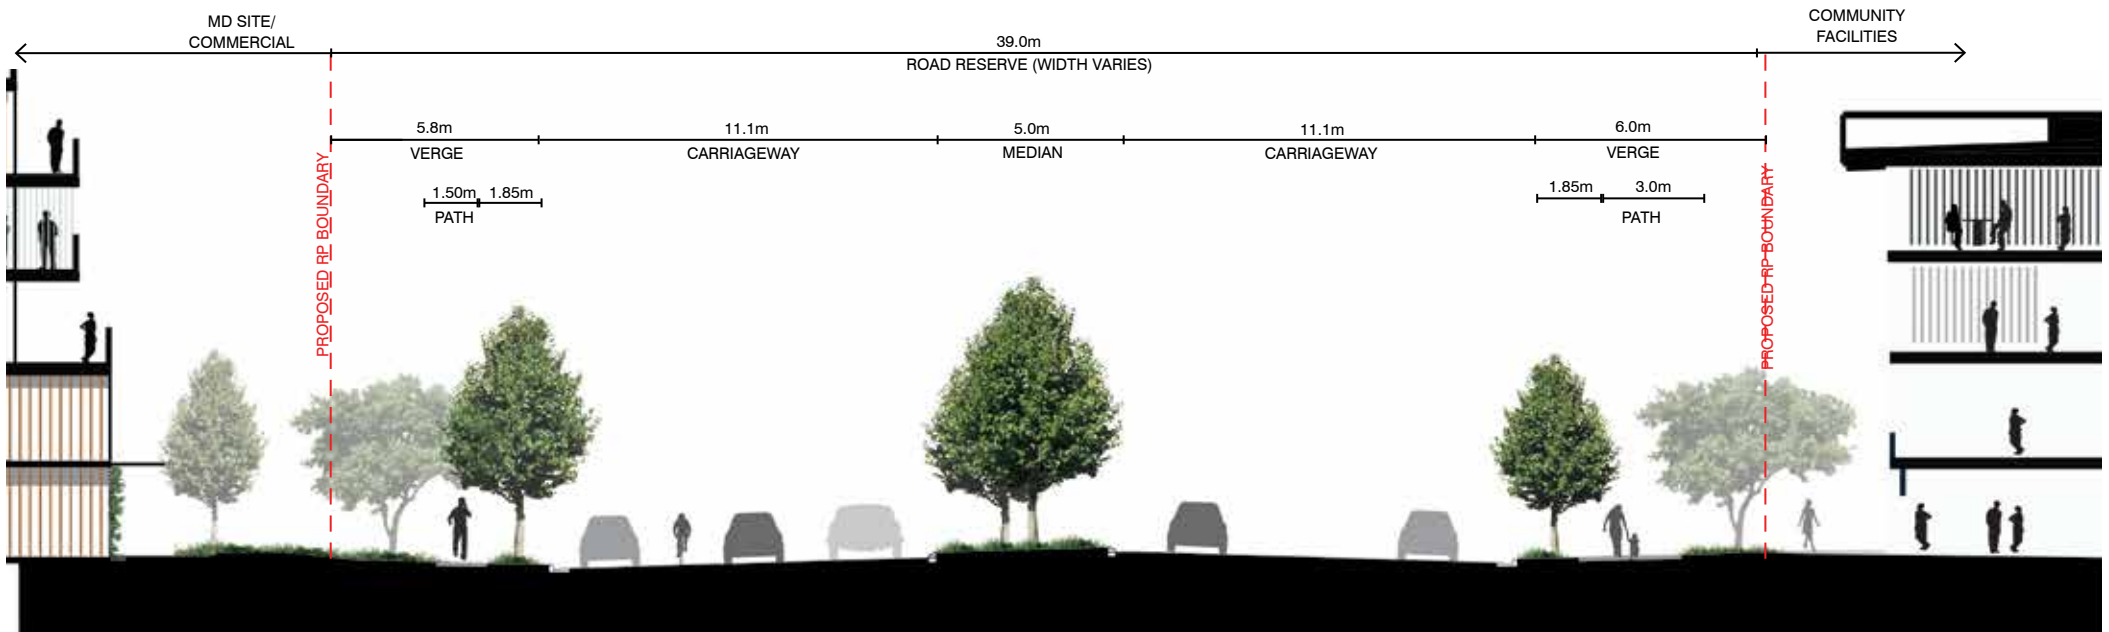 MD SITE/
COMMERCIAL
39.0m
ROAD RESERVE (WIDTH VARIES)
COMMUNITY
FACILITIES
5.8m
VERGE
11.1m
CARRIAGEWAY
5.0m
MEDIAN
11.1m
CARRIAGEWAY
6.0m
VERGE
1.50m
PATH
1.85m
1.85m
3.0m
PATH
PROPOSED RP BOUNDARY
PROPOSED RP BOUNDARY